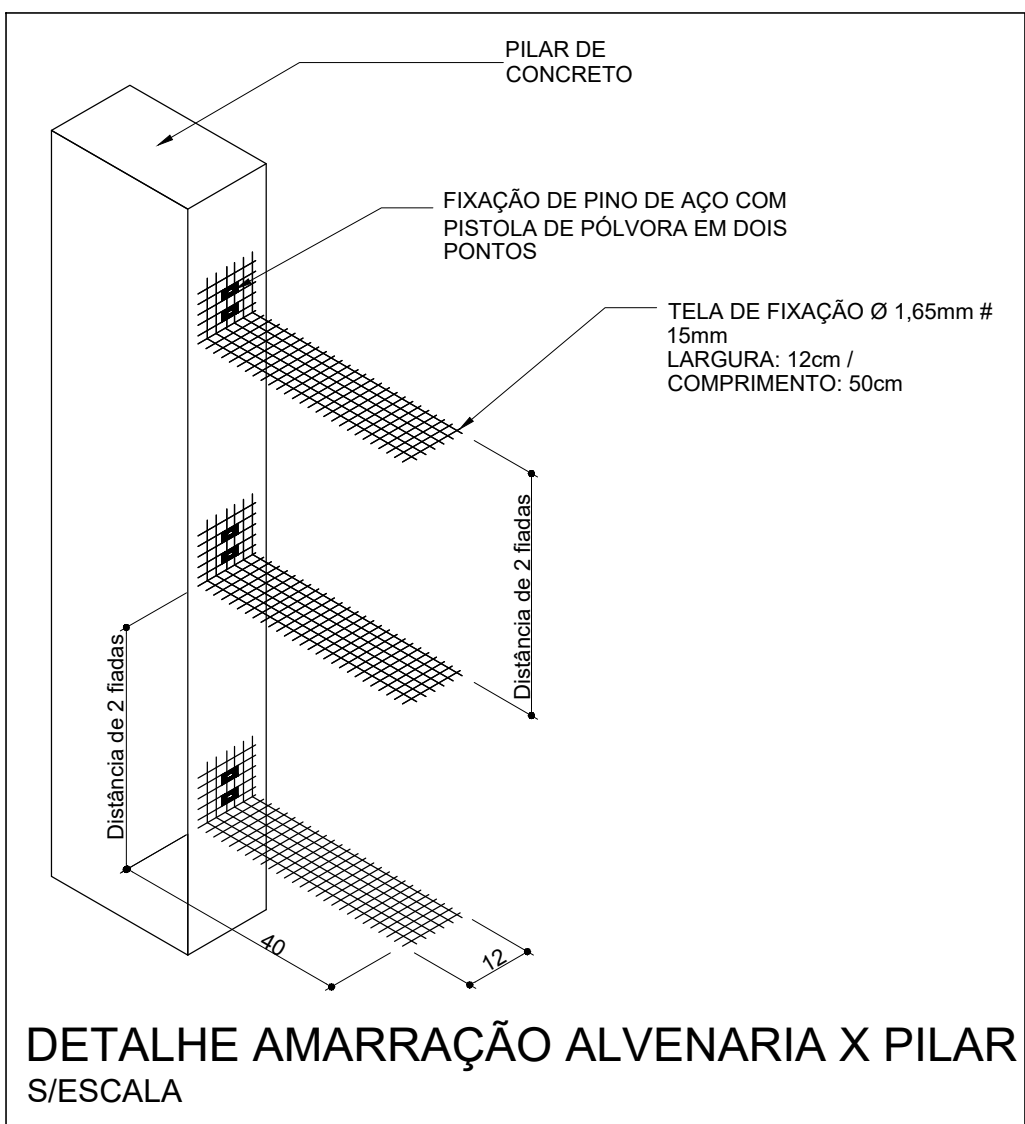 PILAR DE
CONCRETO
FIXAÇÃO DE PINO DE AÇO COM
PISTOLA DE PÓLVORA EM DOIS
PONTOS
TELA DE FIXAÇÃO Ø 1,65mm #
15mm
LARGURA: 12cm /
COMPRIMENTO: 50cm
Distância de 2 fiadas
Distância de 2 fiadas
40
12
DETALHE AMARRAÇÃO ALVENARIA X PILAR
S/ESCALA